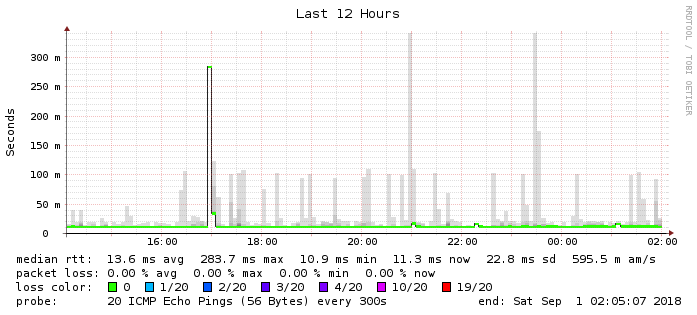 Last 12 Hours
RRDTOOL / TOBI OETIKER
Seconds
300 m
250 m
200 m
150 m
100 m
50 m
0
16:00 18:00 20:00 22:00 00:00 02:00
median rtt: 13.6 ms avg 283.7 ms max 10.9 ms min 11.3 ms now 22.8 ms sd 595.5 m am/s
packet loss: 0.00 % avg 0.00 % max 0.00 % min 0.00 % now
loss color: 0 1/20 2/20 3/20 4/20 10/20 19/20
probe: 20 ICMP Echo Pings (56 Bytes) every 300s end: Sat Sep 1 02:05:07 2018